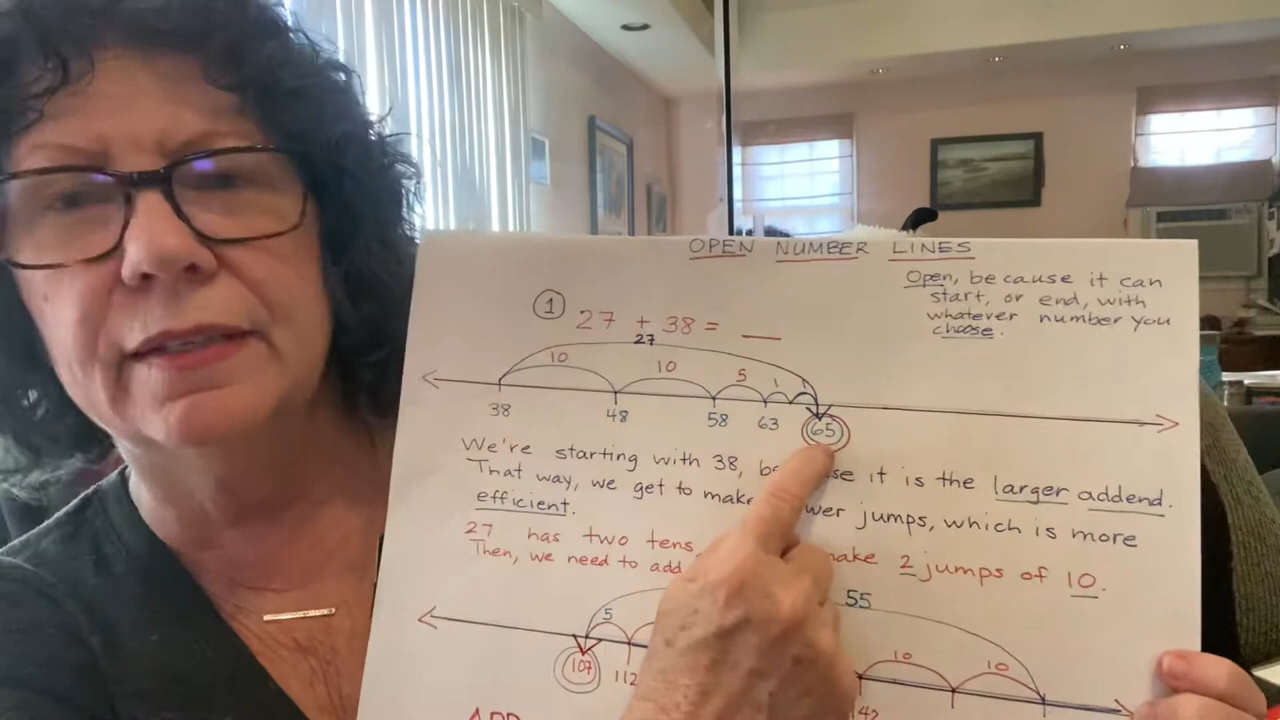 OPEN NUMBER LINES
Open, because it can
start, or end, with
whatever number you
choose.
1 27 + 38 = __
27
10 10 5 1 1
38 48 58 63 65
We're starting with 38, it is the larger addend.
That way, we get to make jumps, which is more
efficient.
27 has two tens, make 2 jumps of 10.
Then, we need to add
55
5 10 10
107 112